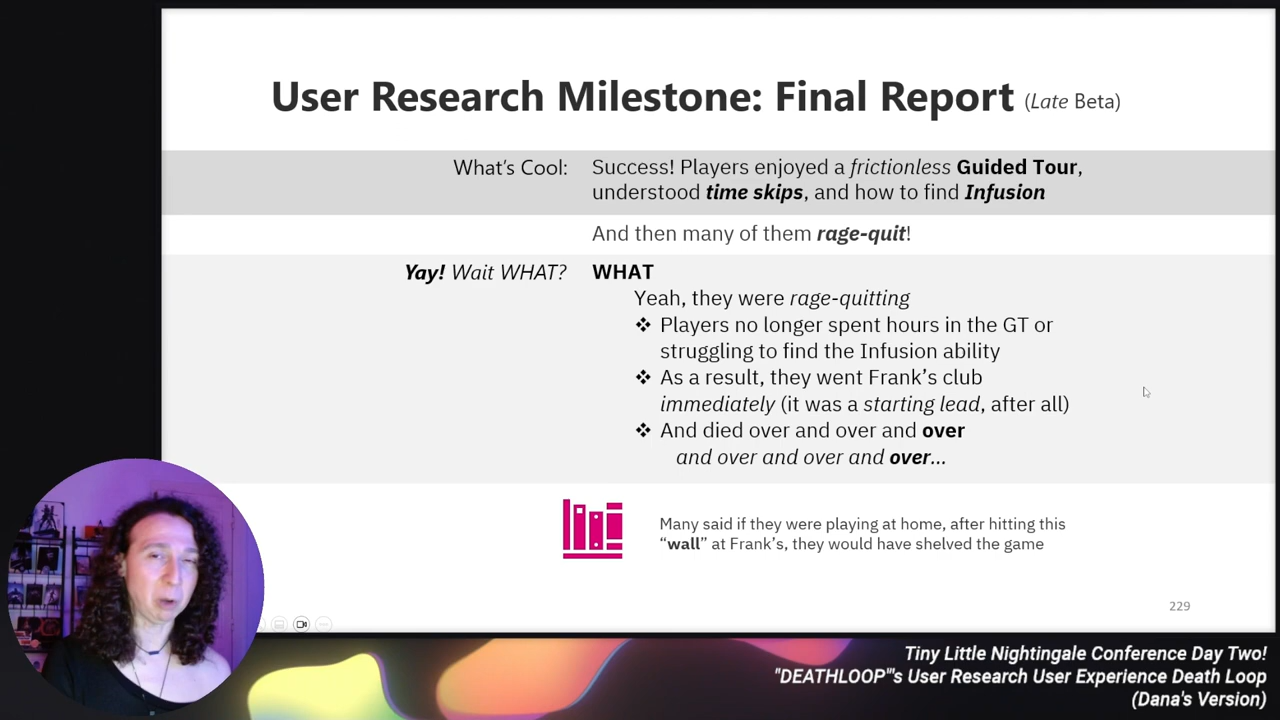 User Research Milestone: Final Report (Late Beta)
What's Cool:
Success! Players enjoyed a frictionless Guided Tour,
understood time skips, and how to find Infusion
And then many of them rage-quit!
Yay! Wait WHAT?
WHAT
Yeah, they were rage-quitting
❖ Players no longer spent hours in the GT or
struggling to find the Infusion ability
❖ As a result, they went Frank's club
immediately (it was a starting lead, after all)
❖ And died over and over and over
and over and over and over...
Many said if they were playing at home, after hitting this
“wall” at Frank's, they would have shelved the game
229
Tiny Little Nightingale Conference Day Two!
"DEATHLOOP"'s User Research User Experience Death Loop
(Dana's Version)